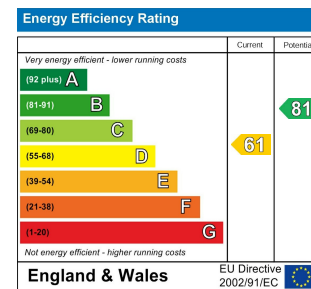 Energy Efficiency Rating
Current Potentia
Very energy efficient - lower running costs
(92 plus) A
(81-91) B
(69-80) C
(55-68) D
(39-54) E
(21-38) F
(1-20) G
61
81
Not energy efficient - higher running costs
England & Wales
EU Directive
2002/91/EC